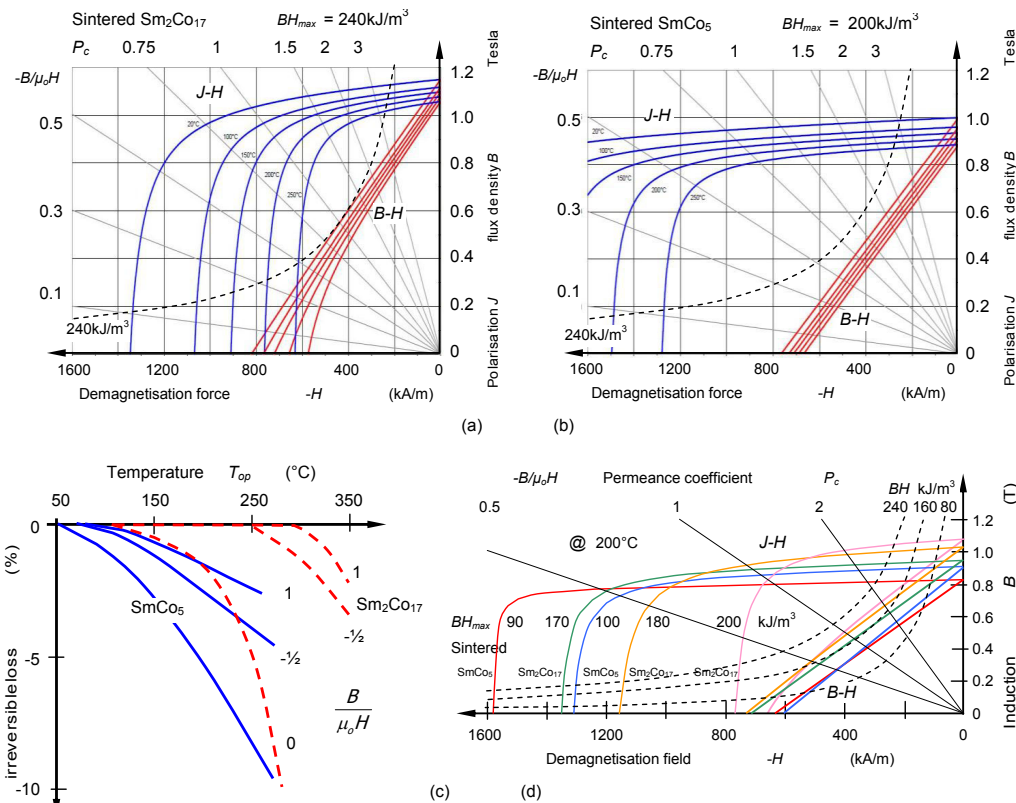 Sintered Sm₂Co₁₇ BHmax = 240kJ/m³
Pc 0.75 1 1.5 2 3
-B/μoH
J-H
0.5
0.3
0.1
20°C
100°C
150°C
200°C
250°C
B-H
240kJ/m³
1.2
1.0
0.8
0.6
0.4
0.2
0
Tesla
flux density B
Polarisation J
1600 1200 800 400
Demagnetisation force -H (kA/m)
(a)
Sintered SmCo₅ BHmax = 200kJ/m³
Pc 0.75 1 1.5 2 3
-B/μoH
J-H
0.5
0.3
0.1
20°C
100°C
150°C
200°C
250°C
B-H
240kJ/m³
1.2
1.0
0.8
0.6
0.4
0.2
0
Tesla
flux density B
Polarisation J
1600 1200 800 400
Demagnetisation force -H (kA/m)
(b)
Temperature Top (°C)
50 150 250 350
0
-5
-10
irreversibleloss (%)
SmCo₅
Sm₂Co₁₇
1
-½
0
1
-½
B
μoH
(c)
-B/μoH Permeance coefficient Pc
0.5 1 2
BH kJ/m³
240 160 80
@ 200°C
J-H
BHmax 90 170 100 180 200 kJ/m³
Sintered
SmCo₅ Sm₂Co₁₇ SmCo₅ Sm₂Co₁₇ Sm₂Co₁₇
B-H
1.2
1.0
0.8
0.6
0.4
0.2
0
Induction B (T)
1600 1200 800 400 0
Demagnetisation field -H (kA/m)
(d)